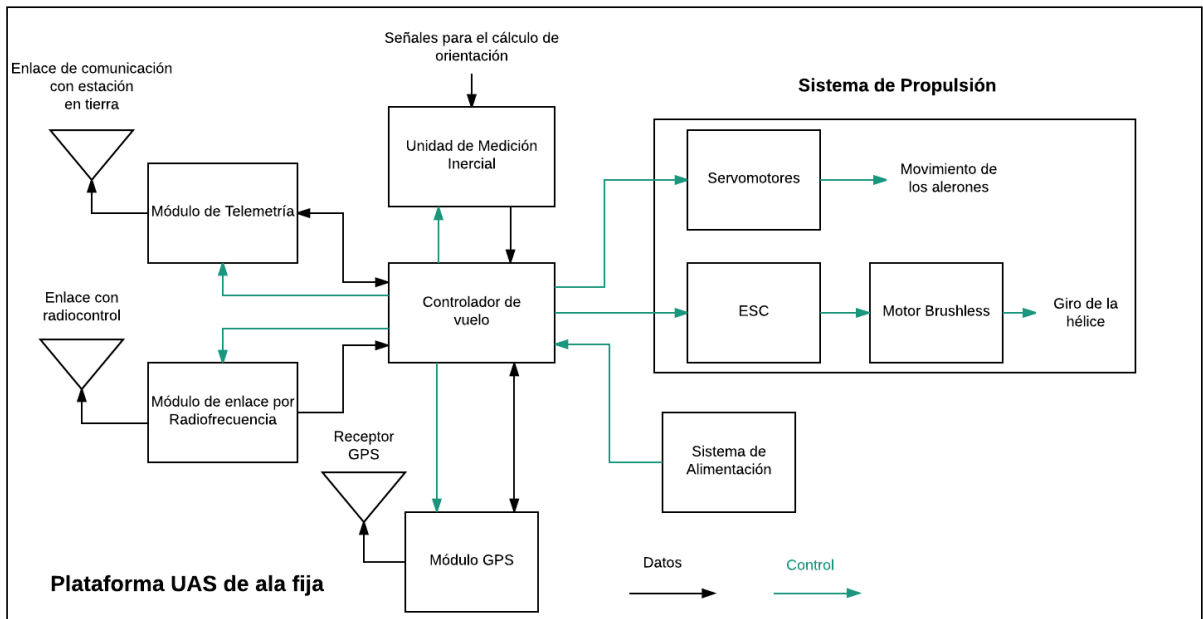 Señales para el cálculo de
orientación
Enlace de comunicación
con estación
en tierra
Sistema de Propulsión
Unidad de Medición
Inercial
Servomotores
Movimiento de
los alerones
Módulo de Telemetría
Enlace con
radiocontrol
Controlador de
vuelo
ESC
Motor Brushless
Giro de la
hélice
Módulo de enlace por
Radiofrecuencia
Receptor
GPS
Sistema de
Alimentación
Módulo GPS
Datos
Control
Plataforma UAS de ala fija